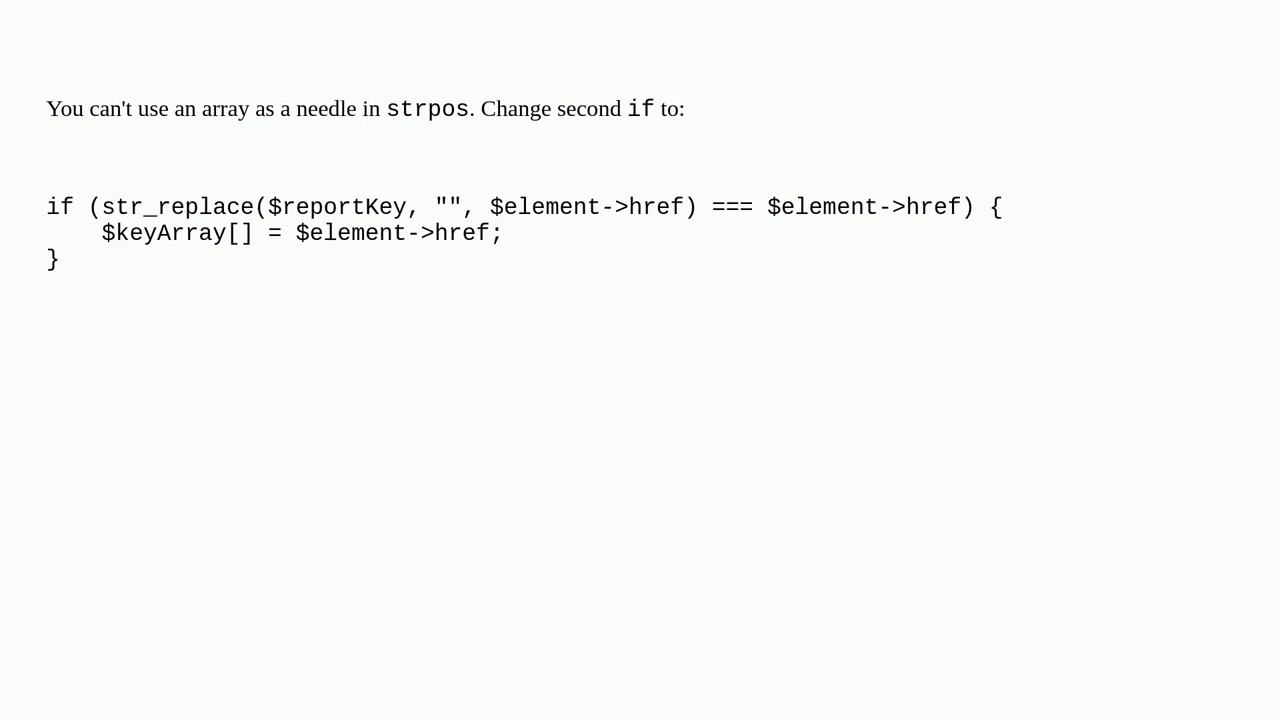 You can't use an array as a needle in strpos. Change second if to:
if (str_replace($reportKey, "", $element->href) === $element->href) {
    $keyArray[] = $element->href;
}